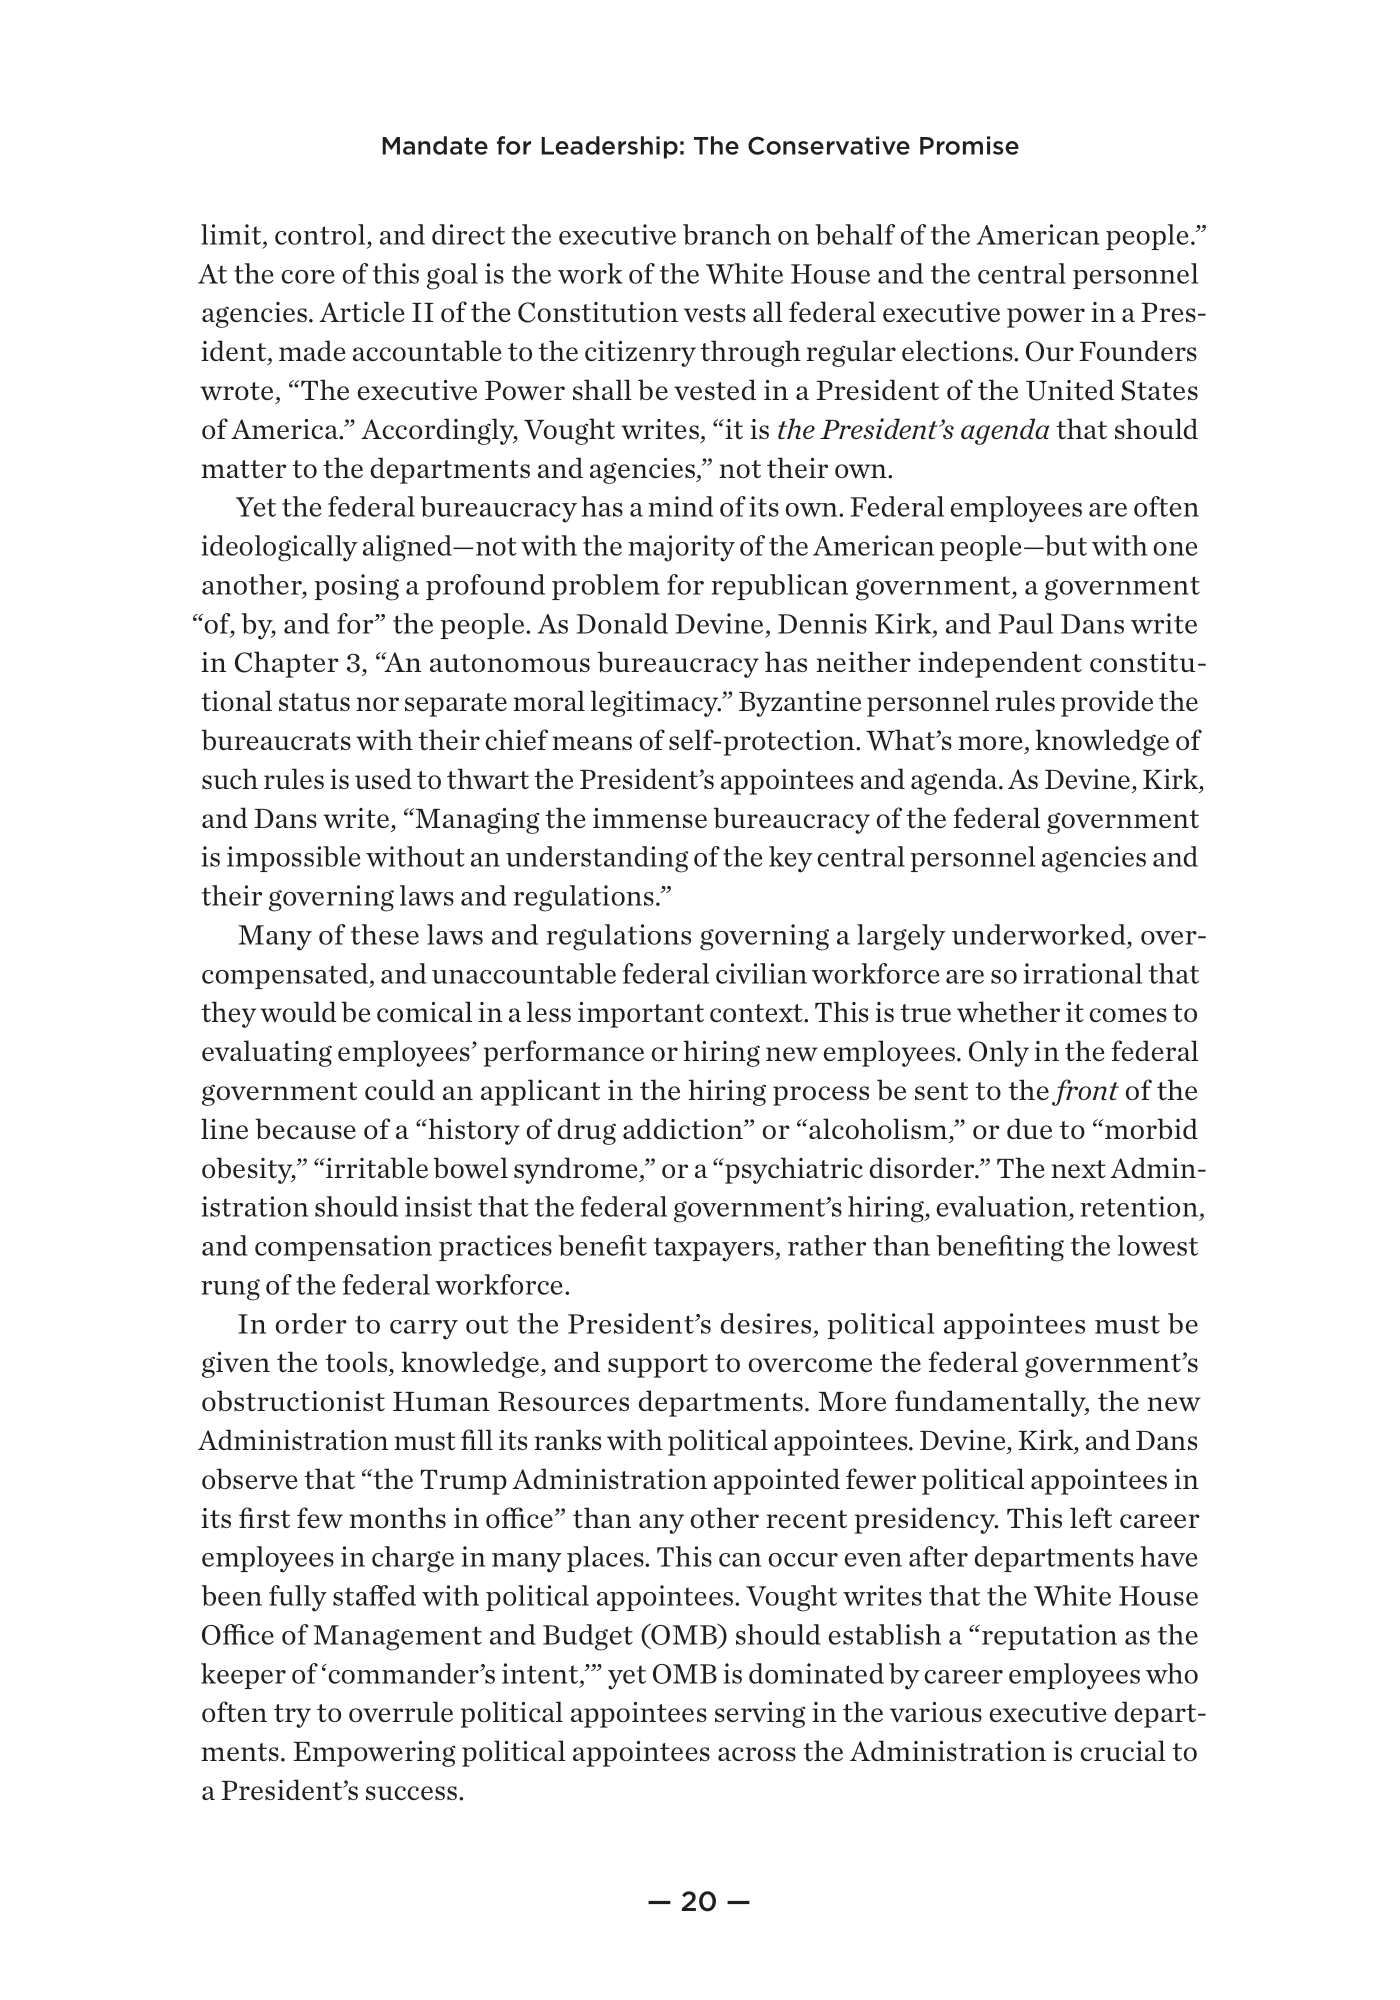 Mandate for Leadership: The Conservative Promise
limit, control, and direct the executive branch on behalf of the American people.”
At the core of this goal is the work of the White House and the central personnel
agencies. Article II of the Constitution vests all federal executive power in a Pres-
ident, made accountable to the citizenry through regular elections. Our Founders
wrote, “The executive Power shall be vested in a President of the United States
of America.” Accordingly, Vought writes, “it is the President’s agenda that should
matter to the departments and agencies,” not their own.
Yet the federal bureaucracy has a mind of its own. Federal employees are often
ideologically aligned—not with the majority of the American people—but with one
another, posing a profound problem for republican government, a government
“of, by, and for” the people. As Donald Devine, Dennis Kirk, and Paul Dans write
in Chapter 3, “An autonomous bureaucracy has neither independent constitu-
tional status nor separate moral legitimacy.” Byzantine personnel rules provide the
bureaucrats with their chief means of self-protection. What’s more, knowledge of
such rules is used to thwart the President’s appointees and agenda. As Devine, Kirk,
and Dans write, “Managing the immense bureaucracy of the federal government
is impossible without an understanding of the key central personnel agencies and
their governing laws and regulations.”
Many of these laws and regulations governing a largely underworked, over-
compensated, and unaccountable federal civilian workforce are so irrational that
they would be comical in a less important context. This is true whether it comes to
evaluating employees’ performance or hiring new employees. Only in the federal
government could an applicant in the hiring process be sent to the front of the
line because of a “history of drug addiction” or “alcoholism,” or due to “morbid
obesity,” “irritable bowel syndrome,” or a “psychiatric disorder.” The next Admin-
istration should insist that the federal government’s hiring, evaluation, retention,
and compensation practices benefit taxpayers, rather than benefiting the lowest
rung of the federal workforce.
In order to carry out the President’s desires, political appointees must be
given the tools, knowledge, and support to overcome the federal government’s
obstructionist Human Resources departments. More fundamentally, the new
Administration must fill its ranks with political appointees. Devine, Kirk, and Dans
observe that “the Trump Administration appointed fewer political appointees in
its first few months in office” than any other recent presidency. This left career
employees in charge in many places. This can occur even after departments have
been fully staffed with political appointees. Vought writes that the White House
Office of Management and Budget (OMB) should establish a “reputation as the
keeper of ‘commander’s intent,’” yet OMB is dominated by career employees who
often try to overrule political appointees serving in the various executive depart-
ments. Empowering political appointees across the Administration is crucial to
a President’s success.
— 20 —